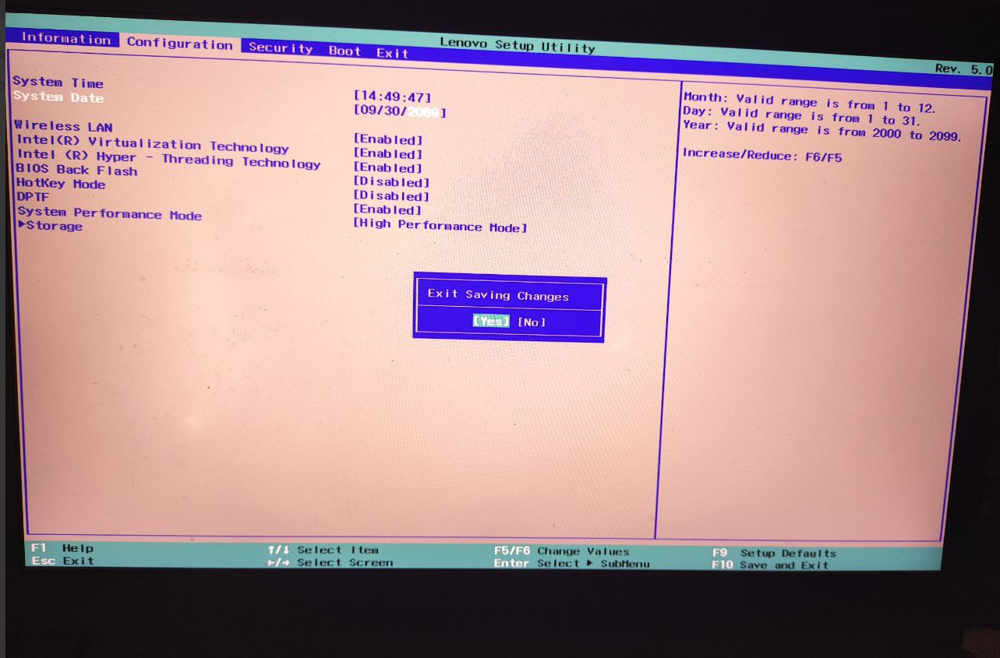 Lenovo Setup Utility
Rev. 5.0
Information Configuration Security Boot Exit
System Time [14:49:47]
System Date [09/30/2069]
Wireless LAN [Enabled]
Intel(R) Virtualization Technology [Enabled]
Intel (R) Hyper - Threading Technology [Enabled]
BIOS Back Flash [Disabled]
HotKey Mode [Disabled]
DPTF [Enabled]
System Performance Mode [High Performance Mode]
▶Storage
Month: Valid range is from 1 to 12.
Day: Valid range is from 1 to 31.
Year: Valid range is from 2000 to 2099.
Increase/Reduce: F6/F5
Exit Saving Changes
[Yes] [No]
F1 Help ↑/↓ Select Item F5/F6 Change Values F9 Setup Defaults
Esc Exit ←/→ Select Screen Enter Select ▶ SubMenu F10 Save and Exit